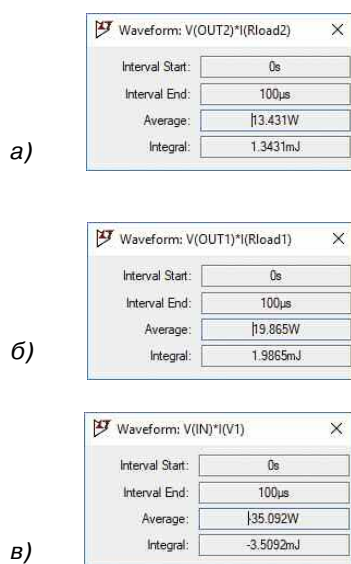 Waveform: V(OUT2)*I(Rload2)
Interval Start: 0s
Interval End: 100µs
Average: 13.431W
Integral: 1.3431mJ
а)
Waveform: V(OUT1)*I(Rload1)
Interval Start: 0s
Interval End: 100µs
Average: 19.865W
Integral: 1.9865mJ
б)
Waveform: V(IN)*I(V1)
Interval Start: 0s
Interval End: 100µs
Average: -35.092W
Integral: -3.5092mJ
в)